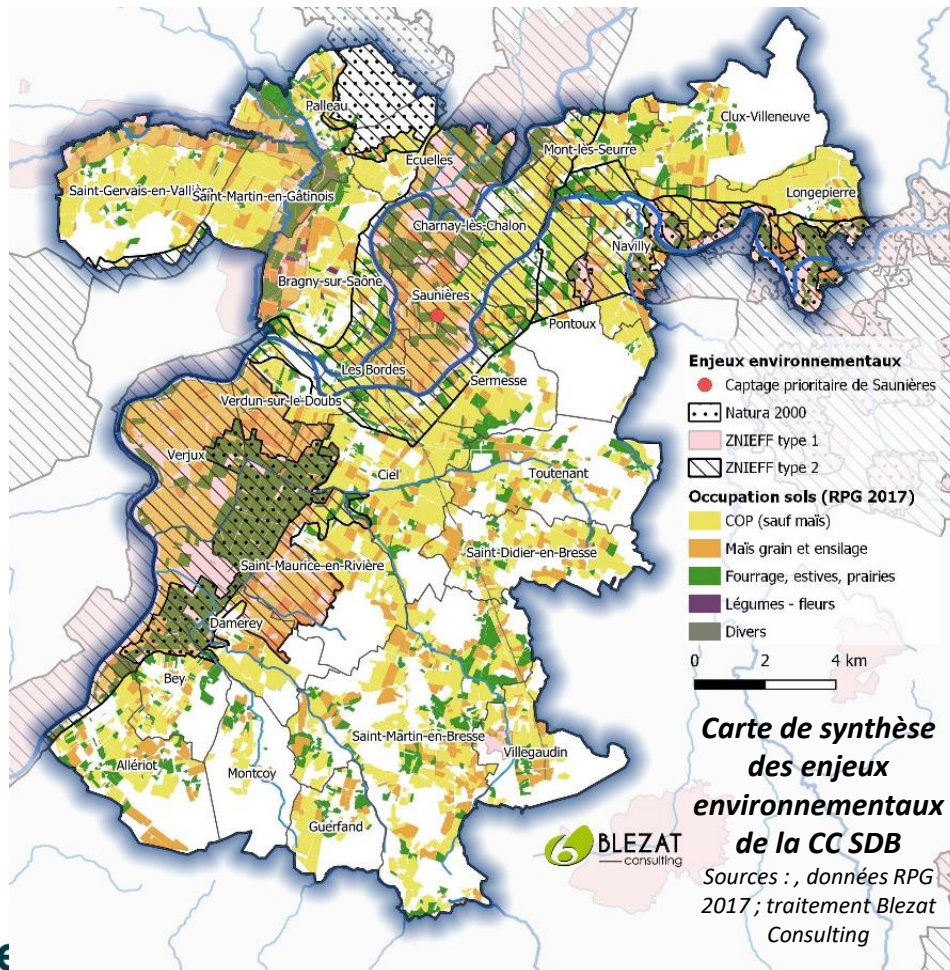 Palleau
Clux-Villeneuve
Ecuelles
Mont-lès-Seurre
Saint-Gervais-en-Vallière
Saint-Martin-en-Gâtinois
Longepierre
Charnay-lès-Chalon
Navilly
Bragny-sur-Saône
Saunières
Pontoux
Les Bordes
Sermesse
Verdun-sur-le-Doubs
Verjux
Ciel
Toutenant
Saint-Maurice-en-Rivière
Saint-Didier-en-Bresse
Damerey
Bey
Saint-Martin-en-Bresse
Villegaudin
Allériot
Montcoy
Guerfand
Enjeux environnementaux
Captage prioritaire de Saunières
Natura 2000
ZNIEFF type 1
ZNIEFF type 2
Occupation sols (RPG 2017)
COP (sauf maïs)
Maïs grain et ensilage
Fourrage, estives, prairies
Légumes - fleurs
Divers
0 2 4 km
Carte de synthèse
des enjeux
environnementaux
de la CC SDB
Sources : , données RPG
2017 ; traitement Blezat
Consulting
BLEZAT
consulting
e